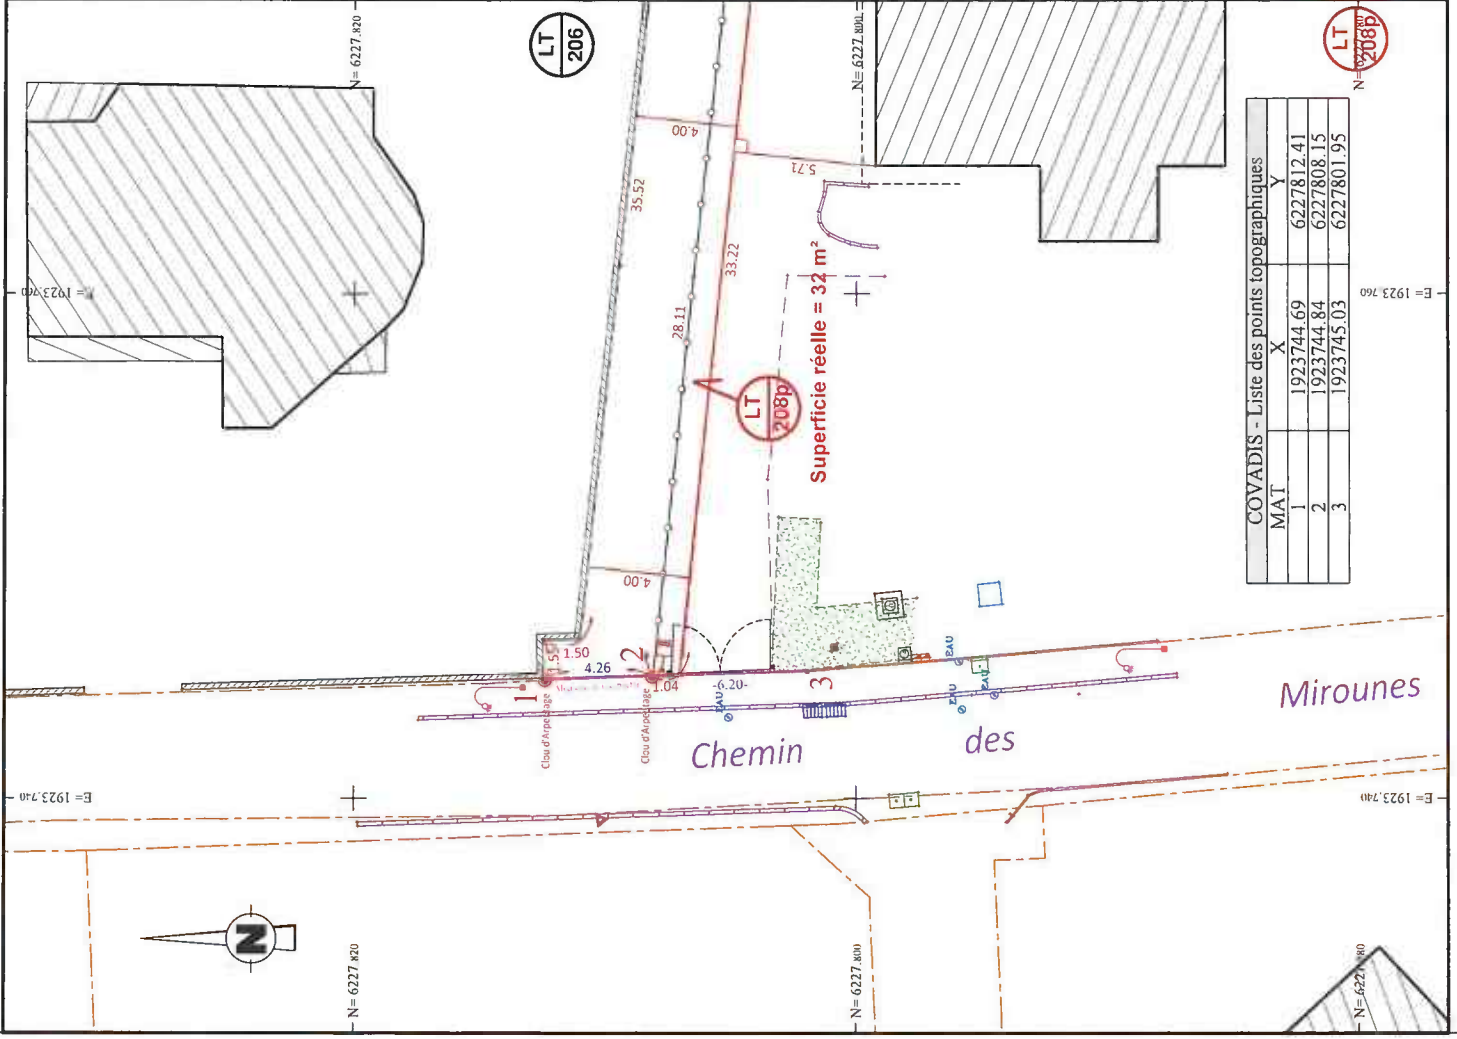 N= 6227.820
N= 6227.800
LT
206
LT
208p
E= 1923.760
4.00
35.52
5.71
33.22
28.11
Superficie réelle = 32 m²
A
LT
208p
E= 1923.760
COVADIS - Liste des points topographiques
MAT X Y
1 1923744.69 6227812.41
2 1923744.84 6227808.15
3 1923745.03 6227801.95
4.00
1.55
1.50
4.26
1
2
1.04
-6.20-
3
Clou d'Arpentage
Clou d'Arpentage
EAU
EAU
EAU
Chemin des Mirounes
E= 1923.740
E= 1923.740
N
N= 6227.820
N= 6227.800
N= 6227.780